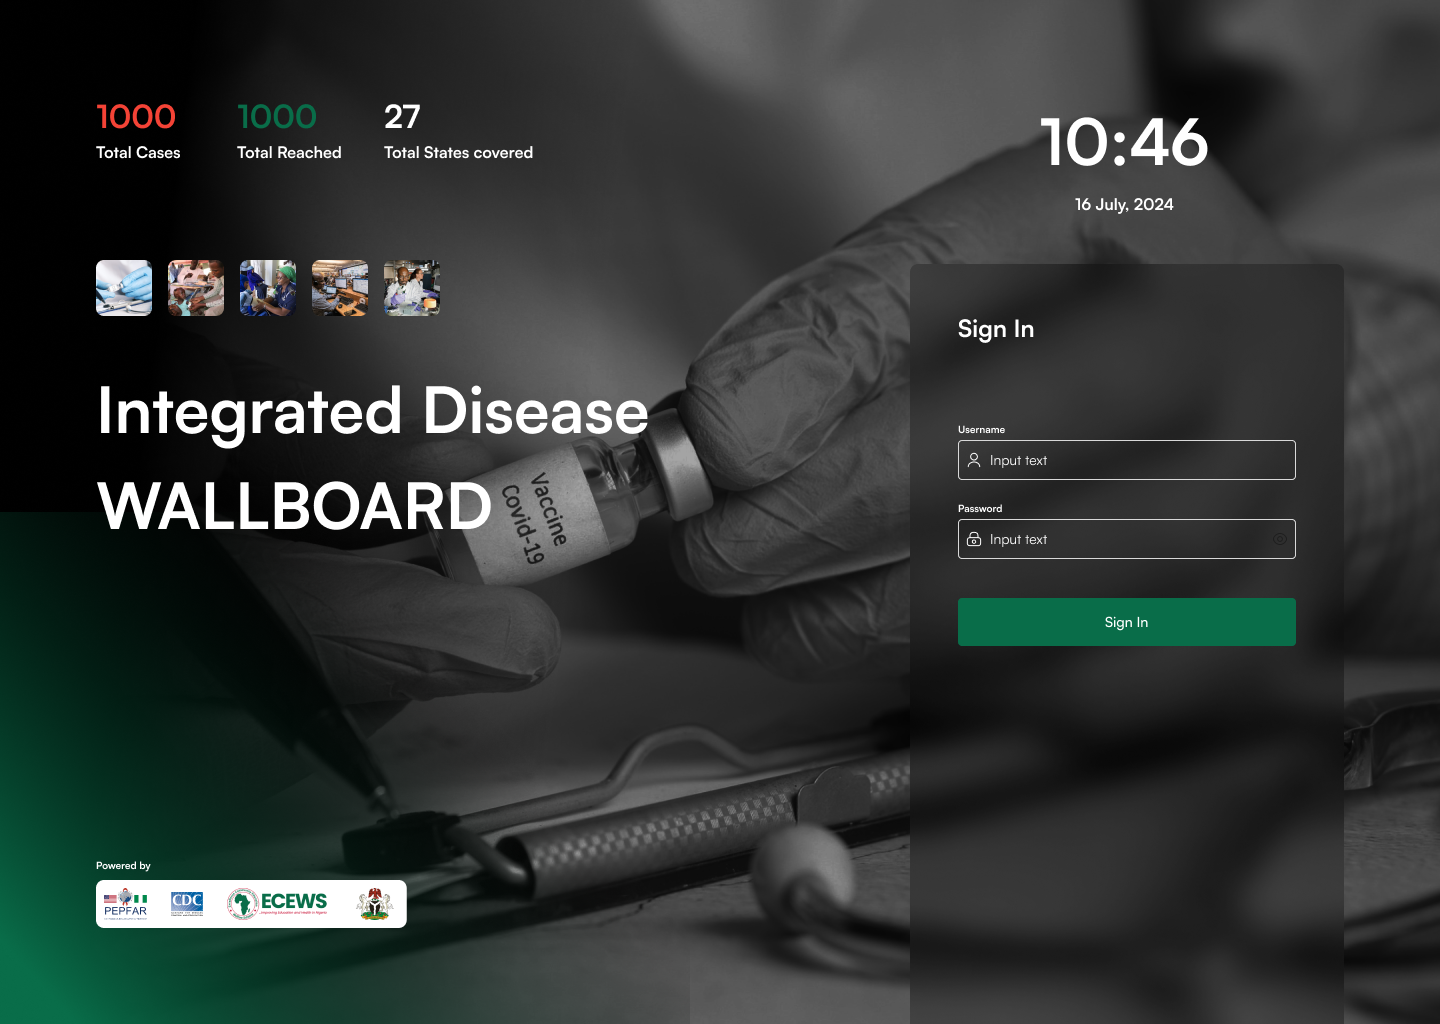 1000
Total Cases
1000
Total Reached
27
Total States covered
10:46
16 July, 2024
Integrated Disease
WALLBOARD
Vaccine
Covid-19
Sign In
Username
Input text
Password
Input text
Sign In
Powered by
PEPFAR
CDC
ECEWS